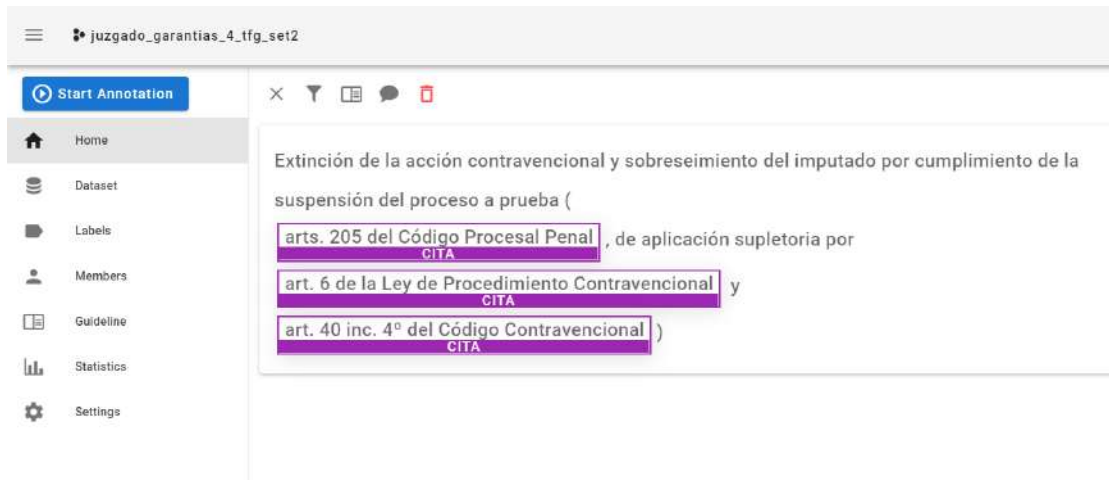 juzgado_garantias_4_tfg_set2
Start Annotation
Home
Dataset
Labels
Members
Guideline
Statistics
Settings
Extinción de la acción contravencional y sobreseimiento del imputado por cumplimiento de la
suspensión del proceso a prueba (
arts. 205 del Código Procesal Penal , de aplicación supletoria por
CITA
art. 6 de la Ley de Procedimiento Contravencional y
CITA
art. 40 inc. 4º del Código Contravencional )
CITA